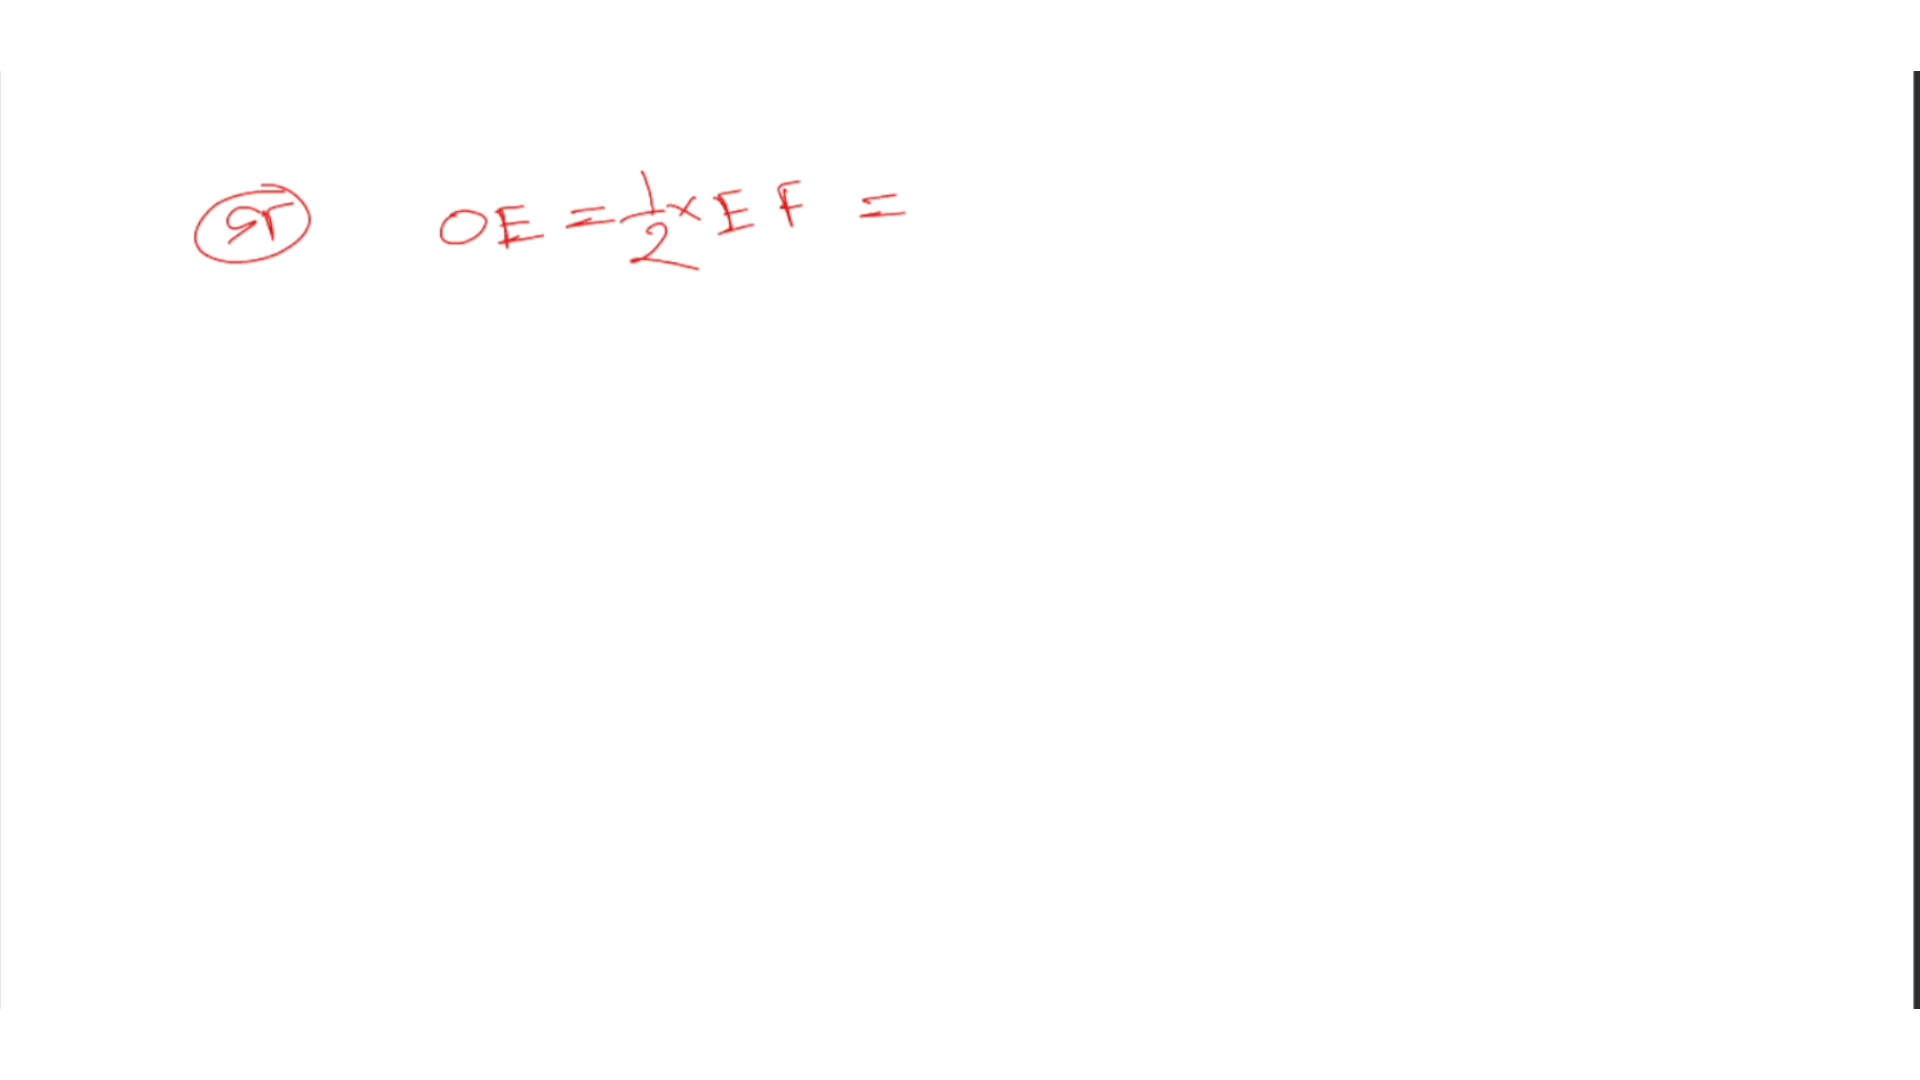 গ OE = 1/2 × EF =